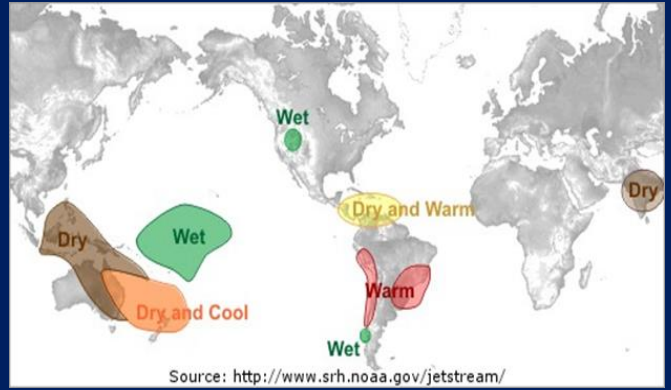 Wet
Dry and Warm
Dry
Dry
Wet
Dry and Cool
Warm
Wet
Source: http://www.srh.noaa.gov/jetstream/